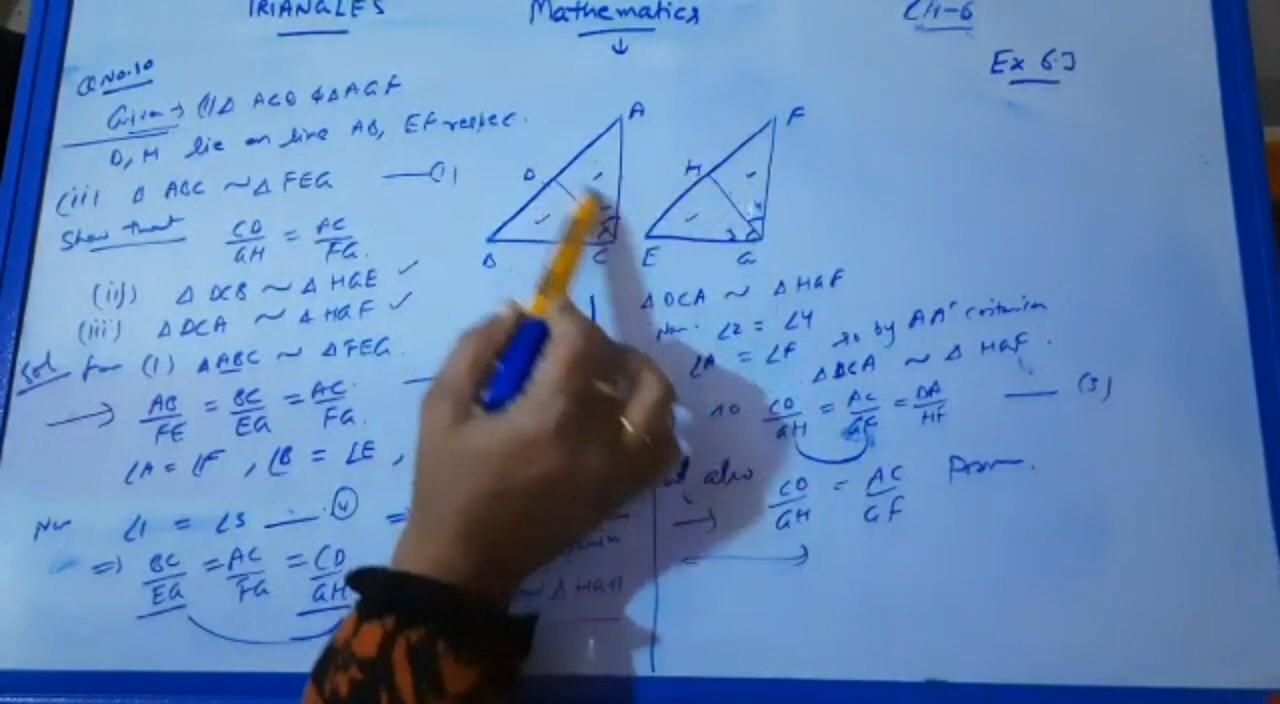 TRIANGLES
Mathematics
CH-6
Ex 6.3
Q No.10
Given → (i) Δ ACB & Δ AGF
D, H lie on line AB, EF respec.
(ii) Δ ABC ~ Δ FEG —(1)
Show that CD/GH = AC/FG.
(ii) Δ DCB ~ Δ HGE ✓
(iii) Δ DCA ~ Δ HGF ✓
Sol for (1) Δ ABC ~ Δ FEG.
→ AB/FE = BC/EG = AC/FG.
∠A = ∠F, ∠B = ∠E,
Now ∠1 = ∠3 — (4) =>
=> BC/EG = AC/FG = CD/GH
A
D
B
C
F
H
E
G
3
Δ DCA ~ Δ HGF
Now. ∠2 = ∠4
∠A = ∠F so by AA criterion
Δ DCA ~ Δ HGF.
so CD/GH = AC/GF = DA/HF — (3)
also
→ CD/GH = AC/GF
~ Δ HGH